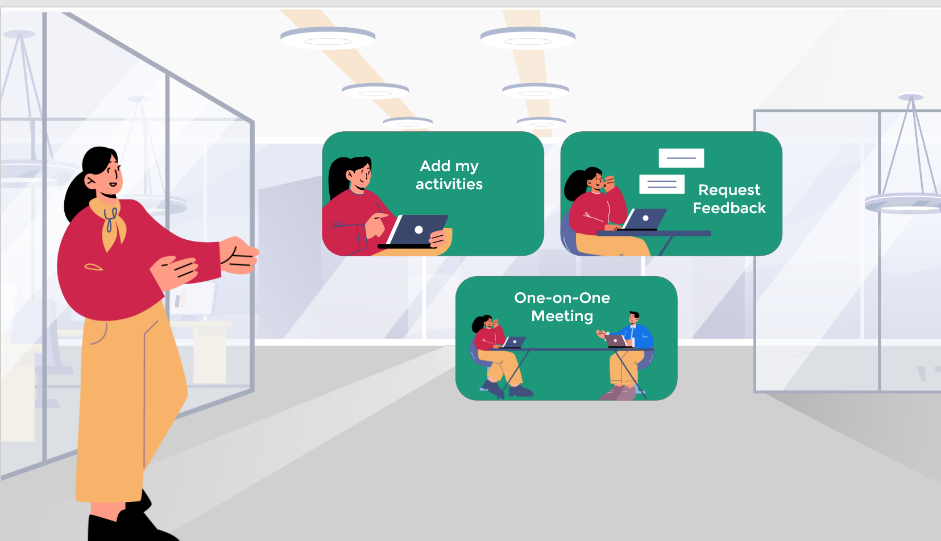 Add my
activities
Request
Feedback
One-on-One
Meeting